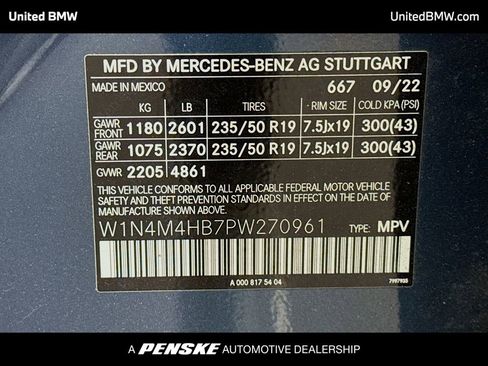 United BMW UnitedBMW.com
MFD BY MERCEDES-BENZ AG STUTTGART
MADE IN MEXICO 667 09/22
KG LB TIRES - RIM SIZE - COLD KPA (PSI)
GAWR FRONT 1180 2601 235/50 R19 7.5Jx19 300(43)
GAWR REAR 1075 2370 235/50 R19 7.5Jx19 300(43)
GVWR 2205 4861
THIS VEHICLE CONFORMS TO ALL APPLICABLE FEDERAL MOTOR VEHICLE
SAFETY, BUMPER, AND THEFT PREVENTION STANDARDS IN
EFFECT ON THE DATE OF MANUFACTURE SHOWN ABOVE.
W1N4M4HB7PW270961 TYPE: MPV
A 000 817 54 04
A PENSKE AUTOMOTIVE DEALERSHIP